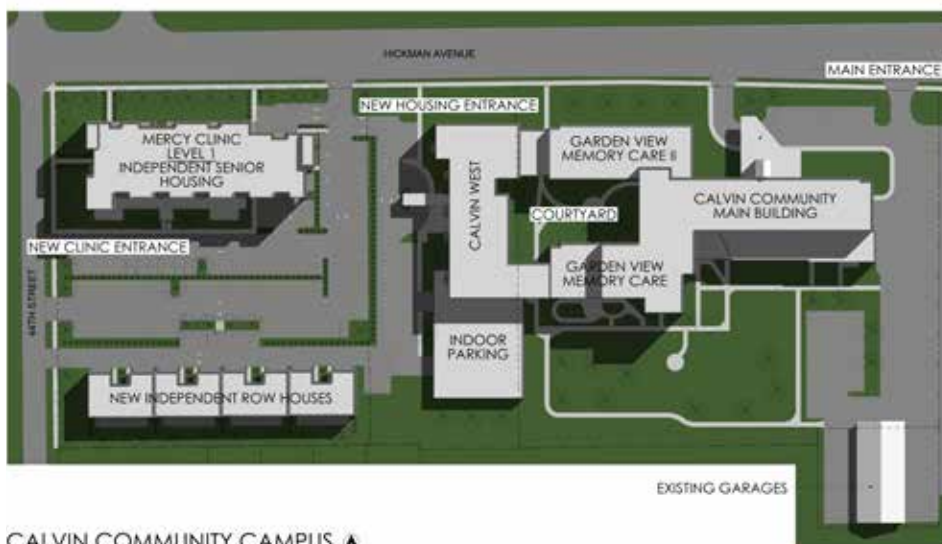 HICKMAN AVENUE
MAIN ENTRANCE
NEW HOUSING ENTRANCE
MERCY CLINIC
LEVEL 1
INDEPENDENT SENIOR
HOUSING
GARDEN VIEW
MEMORY CARE II
CALVIN WEST
CALVIN COMMUNITY
MAIN BUILDING
COURTYARD
NEW CLINIC ENTRANCE
GARDEN VIEW
MEMORY CARE
44TH STREET
INDOOR
PARKING
NEW INDEPENDENT ROW HOUSES
EXISTING GARAGES
CALVIN COMMUNITY CAMPUS